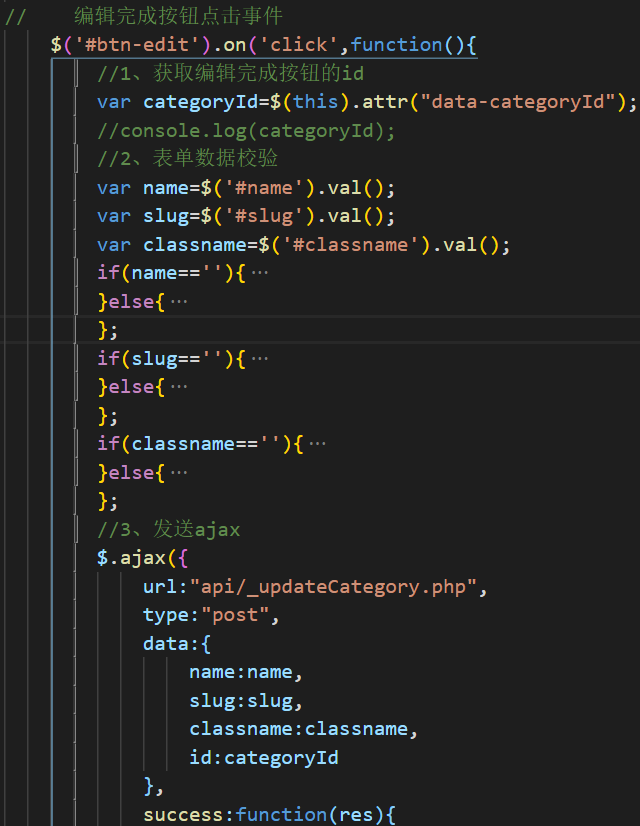 //    编辑完成按钮点击事件
$('#btn-edit').on('click',function(){
//1、获取编辑完成按钮的id
var categoryId=$(this).attr("data-categoryId");
//console.log(categoryId);
//2、表单数据校验
var name=$('#name').val();
var slug=$('#slug').val();
var classname=$('#classname').val();
if(name==''){ ···
}else{ ···
};
if(slug==''){ ···
}else{ ···
};
if(classname==''){ ···
}else{ ···
};
//3、发送ajax
$.ajax({
url:"api/_updateCategory.php",
type:"post",
data:{
name:name,
slug:slug,
classname:classname,
id:categoryId
},
success:function(res){